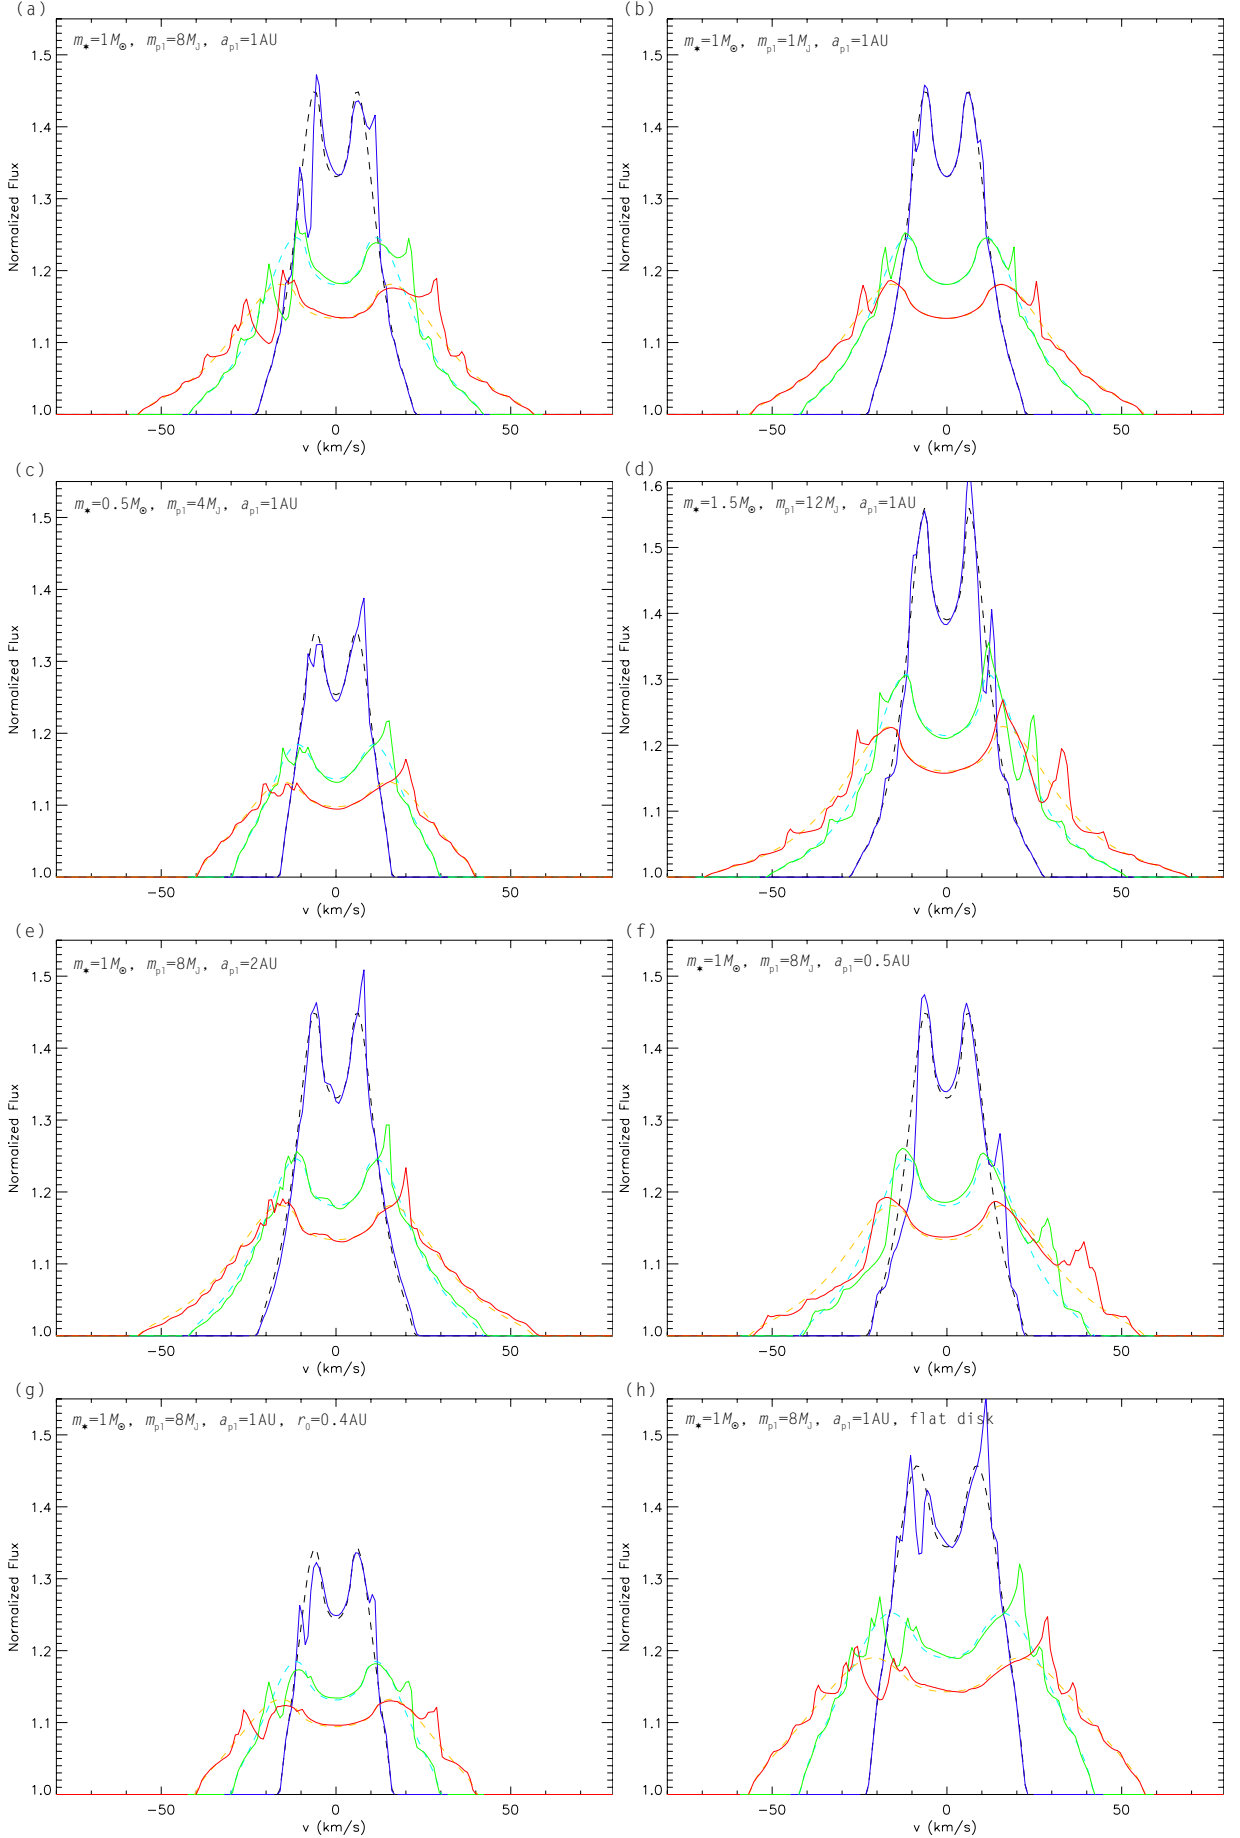 (a)
m★=1M⊙, mp1=8MJ, ap1=1AU
1.5
1.4
1.3
1.2
1.1
1.0
Normalized Flux
−50 0 50
v (km/s)
(b)
m★=1M⊙, mp1=1MJ, ap1=1AU
1.5
1.4
1.3
1.2
1.1
1.0
Normalized Flux
−50 0 50
v (km/s)
(c)
m★=0.5M⊙, mp1=4MJ, ap1=1AU
1.5
1.4
1.3
1.2
1.1
1.0
Normalized Flux
−50 0 50
v (km/s)
(d)
m★=1.5M⊙, mp1=12MJ, ap1=1AU
1.6
1.5
1.4
1.3
1.2
1.1
1.0
Normalized Flux
−50 0 50
v (km/s)
(e)
m★=1M⊙, mp1=8MJ, ap1=2AU
1.5
1.4
1.3
1.2
1.1
1.0
Normalized Flux
−50 0 50
v (km/s)
(f)
m★=1M⊙, mp1=8MJ, ap1=0.5AU
1.5
1.4
1.3
1.2
1.1
1.0
Normalized Flux
−50 0 50
v (km/s)
(g)
m★=1M⊙, mp1=8MJ, ap1=1AU, r0=0.4AU
1.5
1.4
1.3
1.2
1.1
1.0
Normalized Flux
−50 0 50
v (km/s)
(h)
m★=1M⊙, mp1=8MJ, ap1=1AU, flat disk
1.5
1.4
1.3
1.2
1.1
1.0
Normalized Flux
−50 0 50
v (km/s)